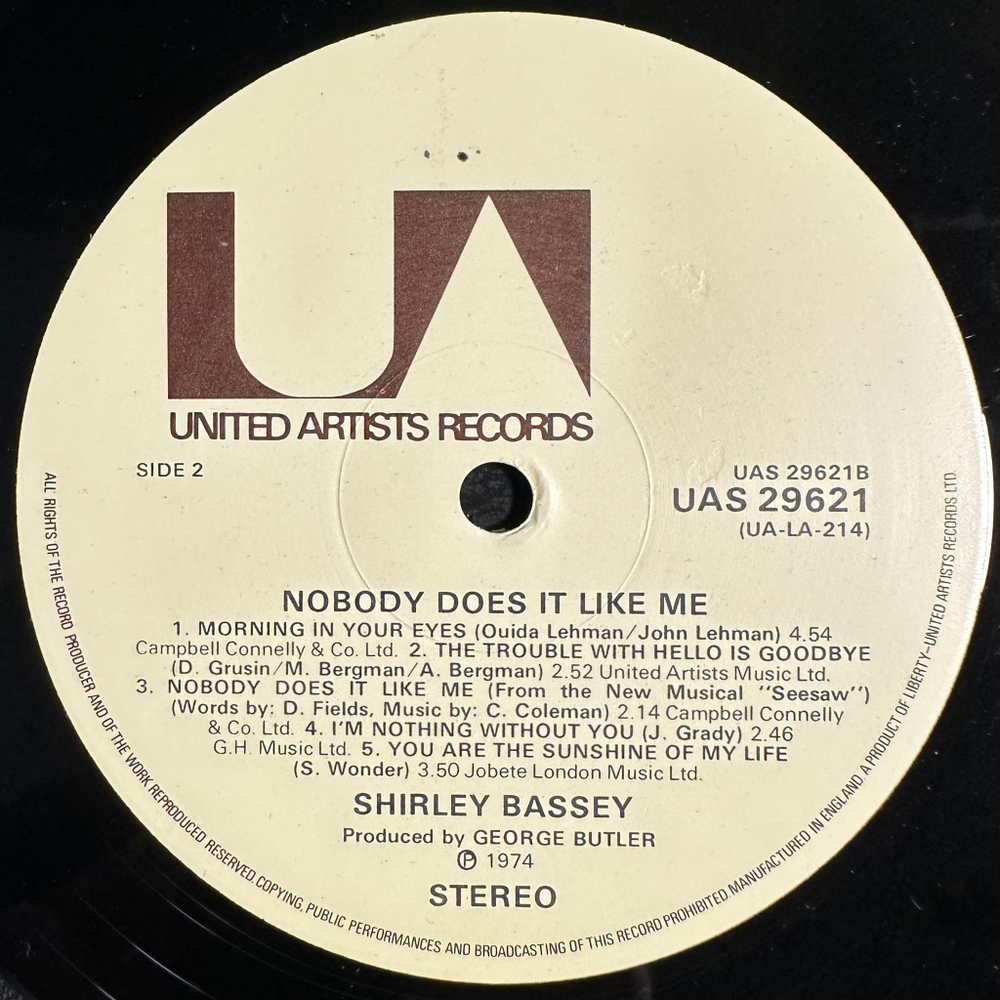 UA
UNITED ARTISTS RECORDS
SIDE 2
UAS 29621B
UAS 29621
(UA-LA-214)
NOBODY DOES IT LIKE ME
1. MORNING IN YOUR EYES (Ouida Lehman/John Lehman) 4.54
Campbell Connelly & Co. Ltd. 2. THE TROUBLE WITH HELLO IS GOODBYE
(D. Grusin/M. Bergman/A. Bergman) 2.52 United Artists Music Ltd.
3. NOBODY DOES IT LIKE ME (From the New Musical "Seesaw")
(Words by: D. Fields, Music by: C. Coleman) 2.14 Campbell Connelly
& Co. Ltd. 4. I'M NOTHING WITHOUT YOU (J. Grady) 2.46
G.H. Music Ltd. 5. YOU ARE THE SUNSHINE OF MY LIFE
(S. Wonder) 3.50 Jobete London Music Ltd.
SHIRLEY BASSEY
Produced by GEORGE BUTLER
℗ 1974
STEREO
ALL RIGHTS OF THE RECORD PRODUCER AND OF THE WORK REPRODUCED RESERVED. COPYING, PUBLIC PERFORMANCES AND BROADCASTING OF THIS RECORD PROHIBITED. MANUFACTURED IN ENGLAND. A PRODUCT OF LIBERTY-UNITED ARTISTS RECORDS LTD.